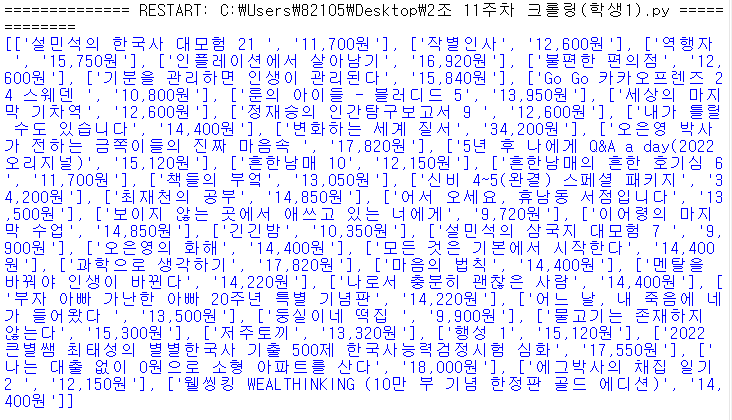 ============== RESTART: C:\Users\82105\Desktop\2조 11주차 크롤링(학생1).py =====
=========
[['설민석의 한국사 대모험 21 ', '11,700원'], ['작별인사', '12,600원'], ['역행
자 ', '15,750원'], ['인플레이션에서 살아남기', '16,920원'], ['불편한 편의점', '12,
600원'], ['기분을 관리하면 인생이 관리된다', '15,840원'], ['Go Go 카카오프렌즈 2
4 스웨덴 ', '10,800원'], ['룬의 아이들 - 블러디드 5', '13,950원'], ['세상의 마지
막 기차역', '12,600원'], ['정재승의 인간탐구보고서 9 ', '12,600원'], ['내가 틀릴
수도 있습니다', '14,400원'], ['변화하는 세계 질서', '34,200원'], ['오은영 박사
가 전하는 금쪽이들의 진짜 마음속 ', '17,820원'], ['5년 후 나에게 Q&A a day(2022
오리지널)', '15,120원'], ['흔한남매 10', '12,150원'], ['흔한남매의 흔한 호기심 6
', '11,700원'], ['책들의 부엌', '13,050원'], ['신비 4~5(완결) 스페셜 패키지', '3
4,200원'], ['최재천의 공부', '14,850원'], ['어서 오세요, 휴남동 서점입니다', '13
,500원'], ['보이지 않는 곳에서 애쓰고 있는 너에게', '9,720원'], ['이어령의 마지
막 수업', '14,850원'], ['긴긴밤', '10,350원'], ['설민석의 삼국지 대모험 7 ', '9,
900원'], ['오은영의 화해', '14,400원'], ['모든 것은 기본에서 시작한다', '14,400원
'], ['과학으로 생각하기', '17,820원'], ['마음의 법칙', '14,400원'], ['멘탈을
바꿔야 인생이 바뀐다', '14,220원'], ['나로서 충분히 괜찮은 사람', '14,400원'], [
'부자 아빠 가난한 아빠 20주년 특별 기념판', '14,220원'], ['어느 날, 내 죽음에 네
가 들어왔다 ', '13,500원'], ['둥실이네 떡집 ', '9,900원'], ['물고기는 존재하지
않는다', '15,300원'], ['저주토끼', '13,320원'], ['행성 1', '15,120원'], ['2022
큰별쌤 최태성의 별별한국사 기출 500제 한국사능력검정시험 심화', '17,550원'], ['
나는 대출 없이 0원으로 소형 아파트를 산다', '18,000원'], ['에그박사의 채집 일기
2 ', '12,150원'], ['웰씽킹 WEALTHINKING (10만 부 기념 한정판 골드 에디션)', '14,
400원']]